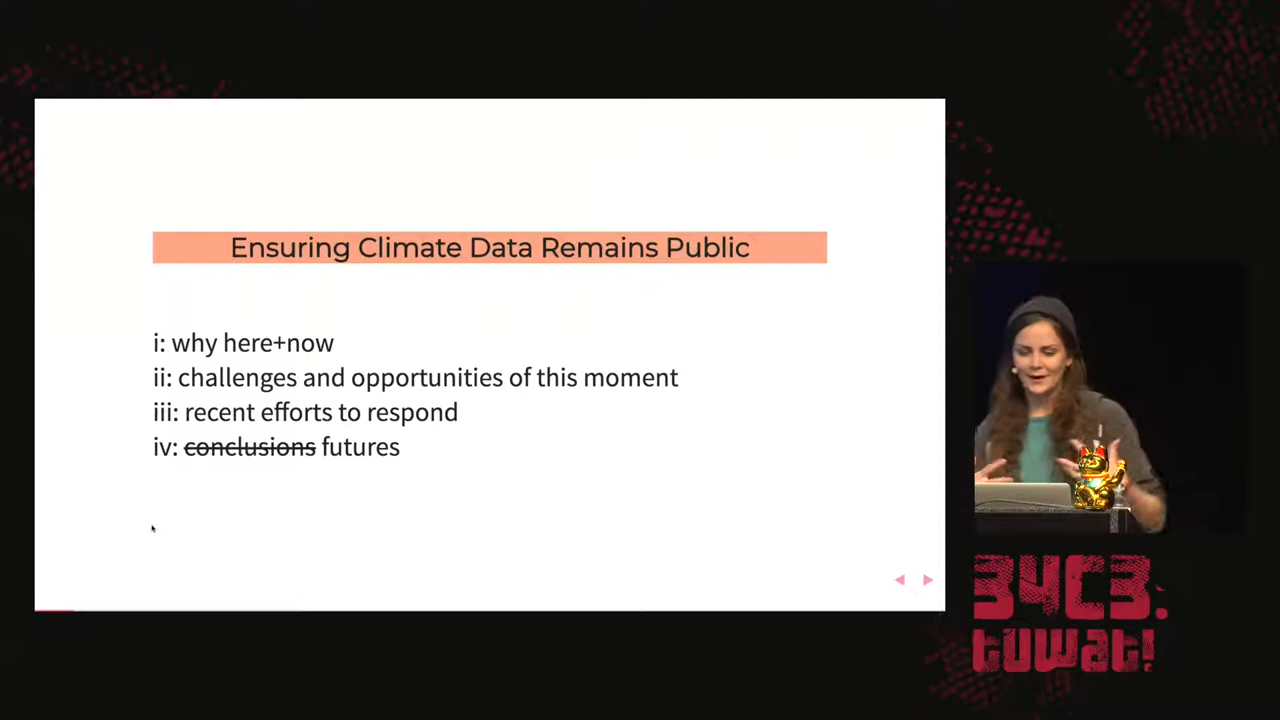 Ensuring Climate Data Remains Public
i: why here+now
ii: challenges and opportunities of this moment
iii: recent efforts to respond
iv: conclusions futures
34C3.
tuwat!